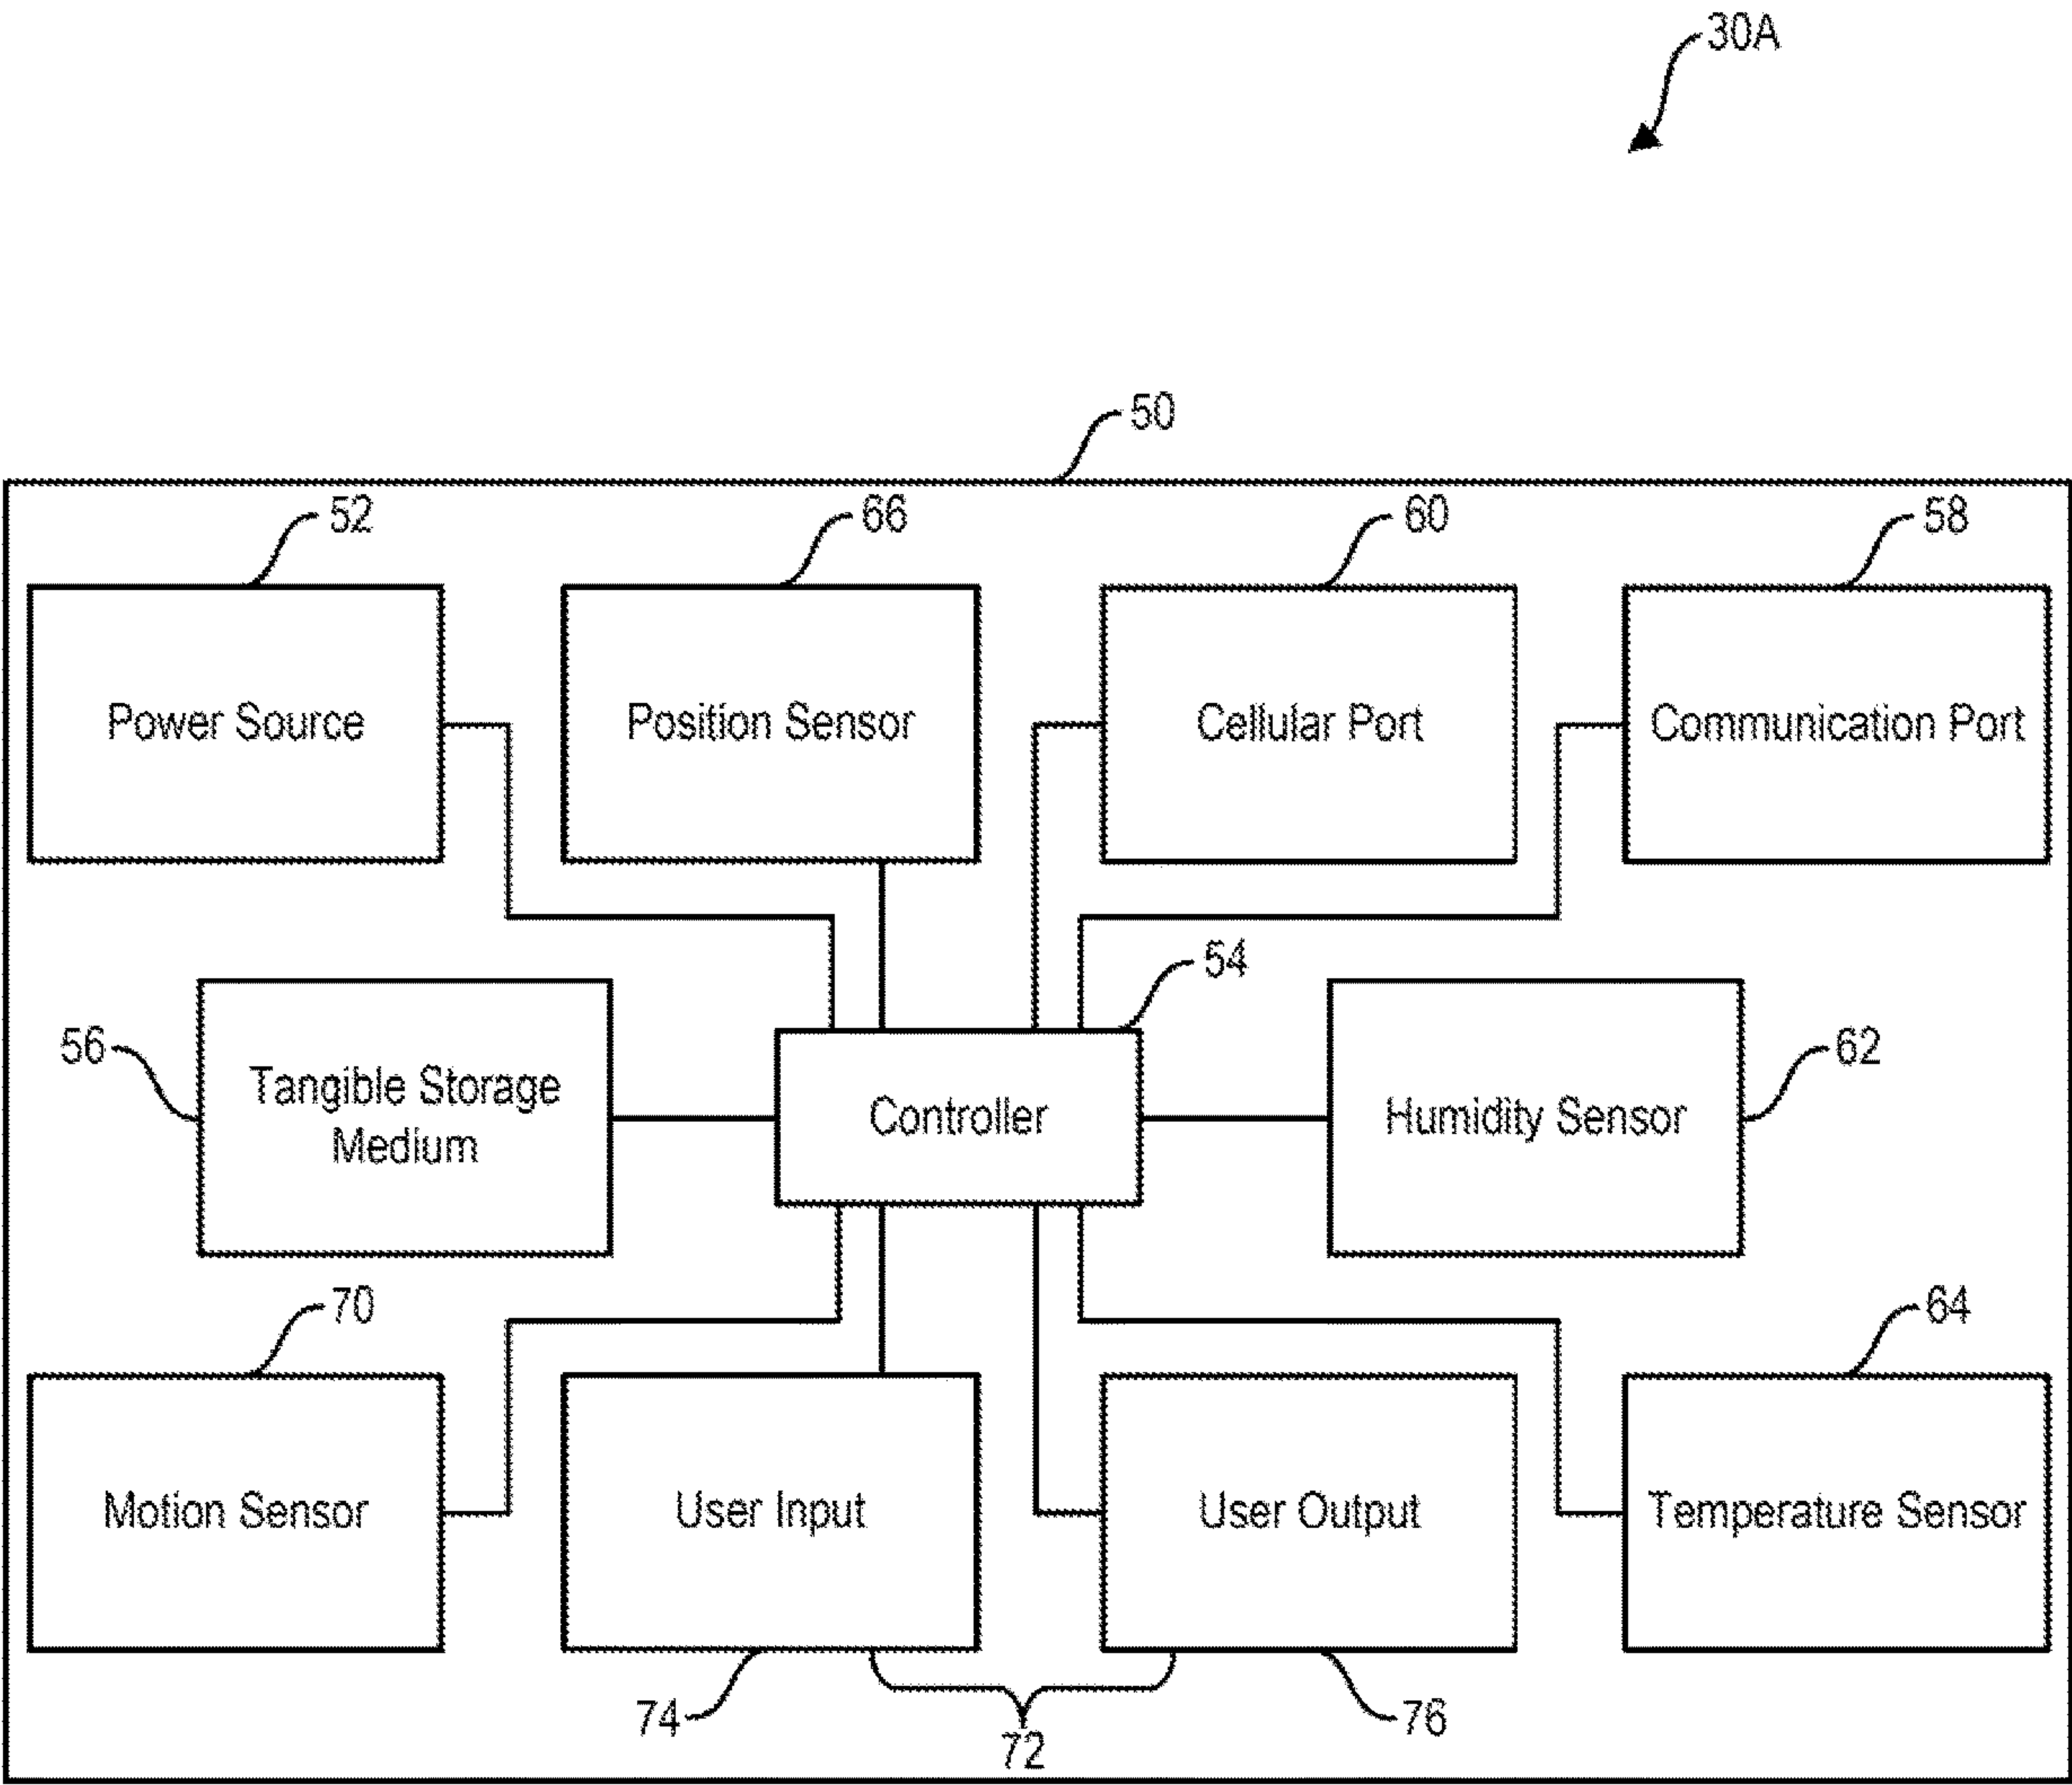 30A
50
52
66
60
58
Power Source
Position Sensor
Cellular Port
Communication Port
54
56
Tangible Storage
Medium
Controller
Humidity Sensor
62
70
64
Motion Sensor
User Input
User Output
Temperature Sensor
74
72
76